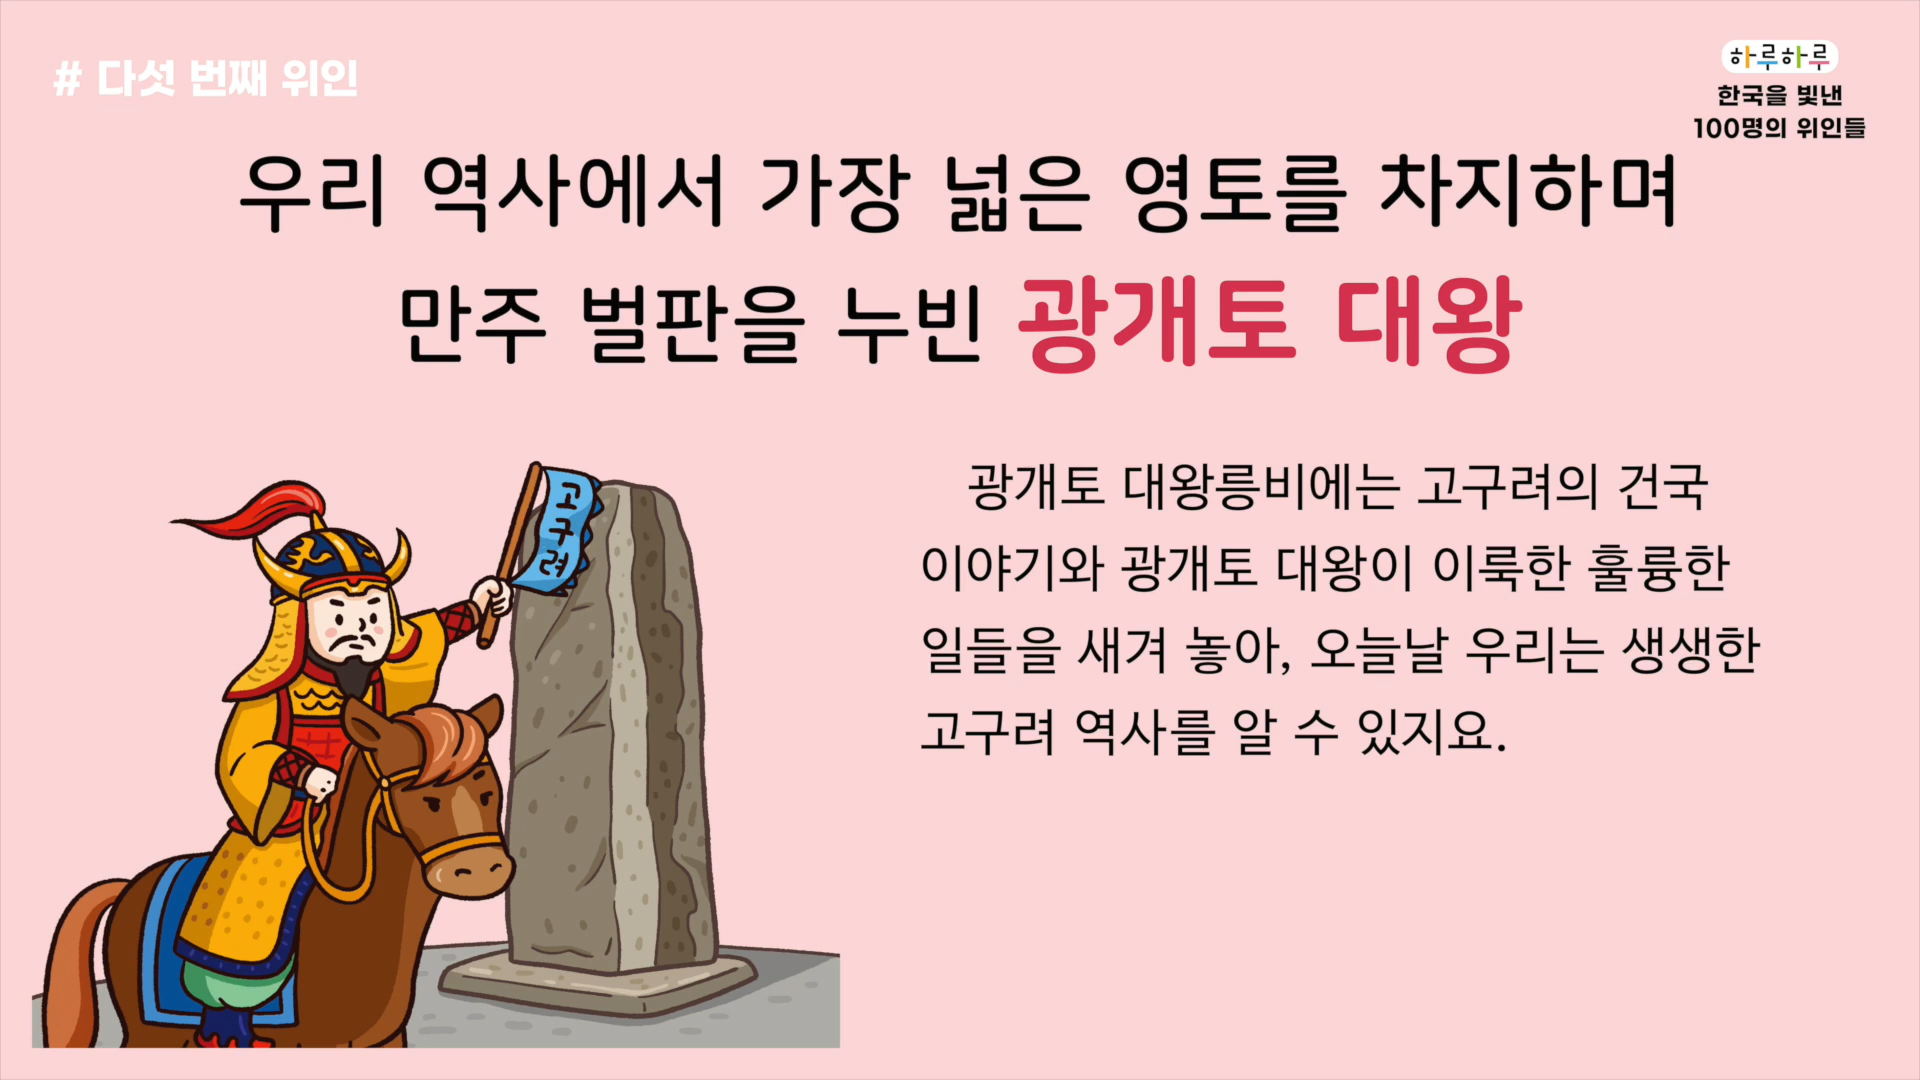 # 다섯 번째 위인
하루하루
한국을 빛낸
100명의 위인들
우리 역사에서 가장 넓은 영토를 차지하며
만주 벌판을 누빈 광개토 대왕
고구려
광개토 대왕릉비에는 고구려의 건국
이야기와 광개토 대왕이 이룩한 훌륭한
일들을 새겨 놓아, 오늘날 우리는 생생한
고구려 역사를 알 수 있지요.